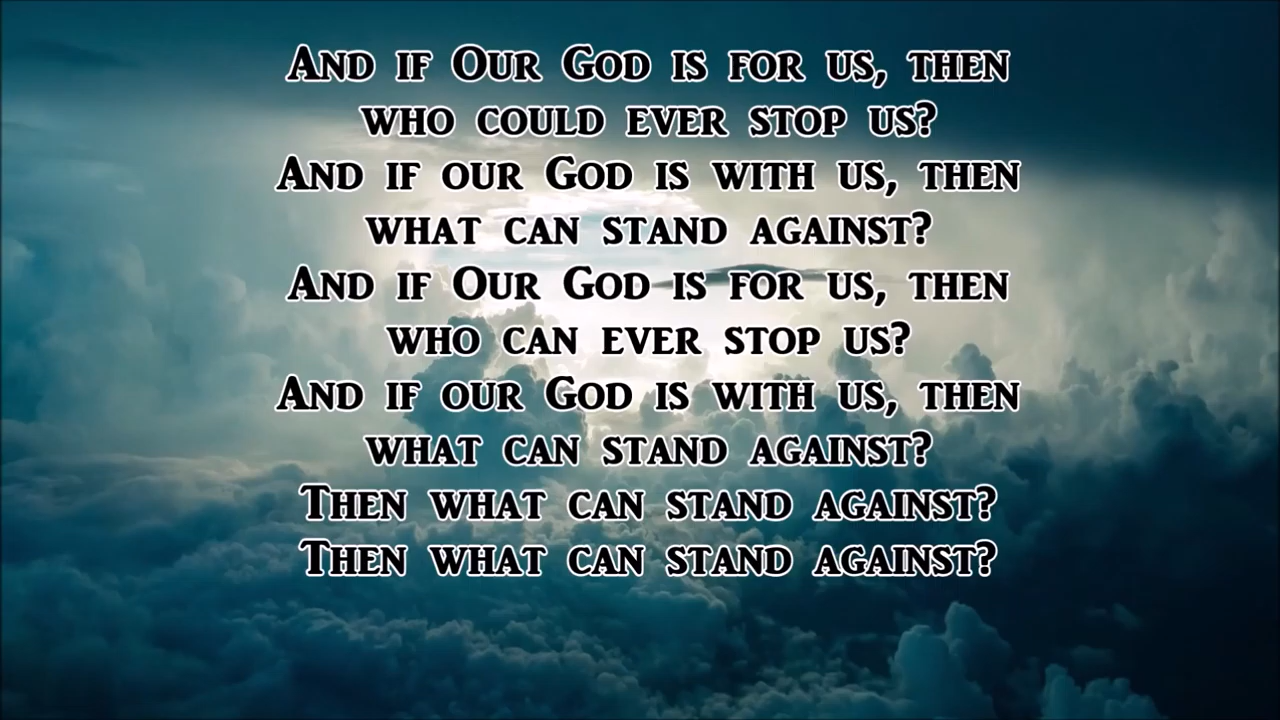 And if Our God is for us, then
who could ever stop us?
And if our God is with us, then
what can stand against?
And if Our God is for us, then
who can ever stop us?
And if our God is with us, then
what can stand against?
Then what can stand against?
Then what can stand against?